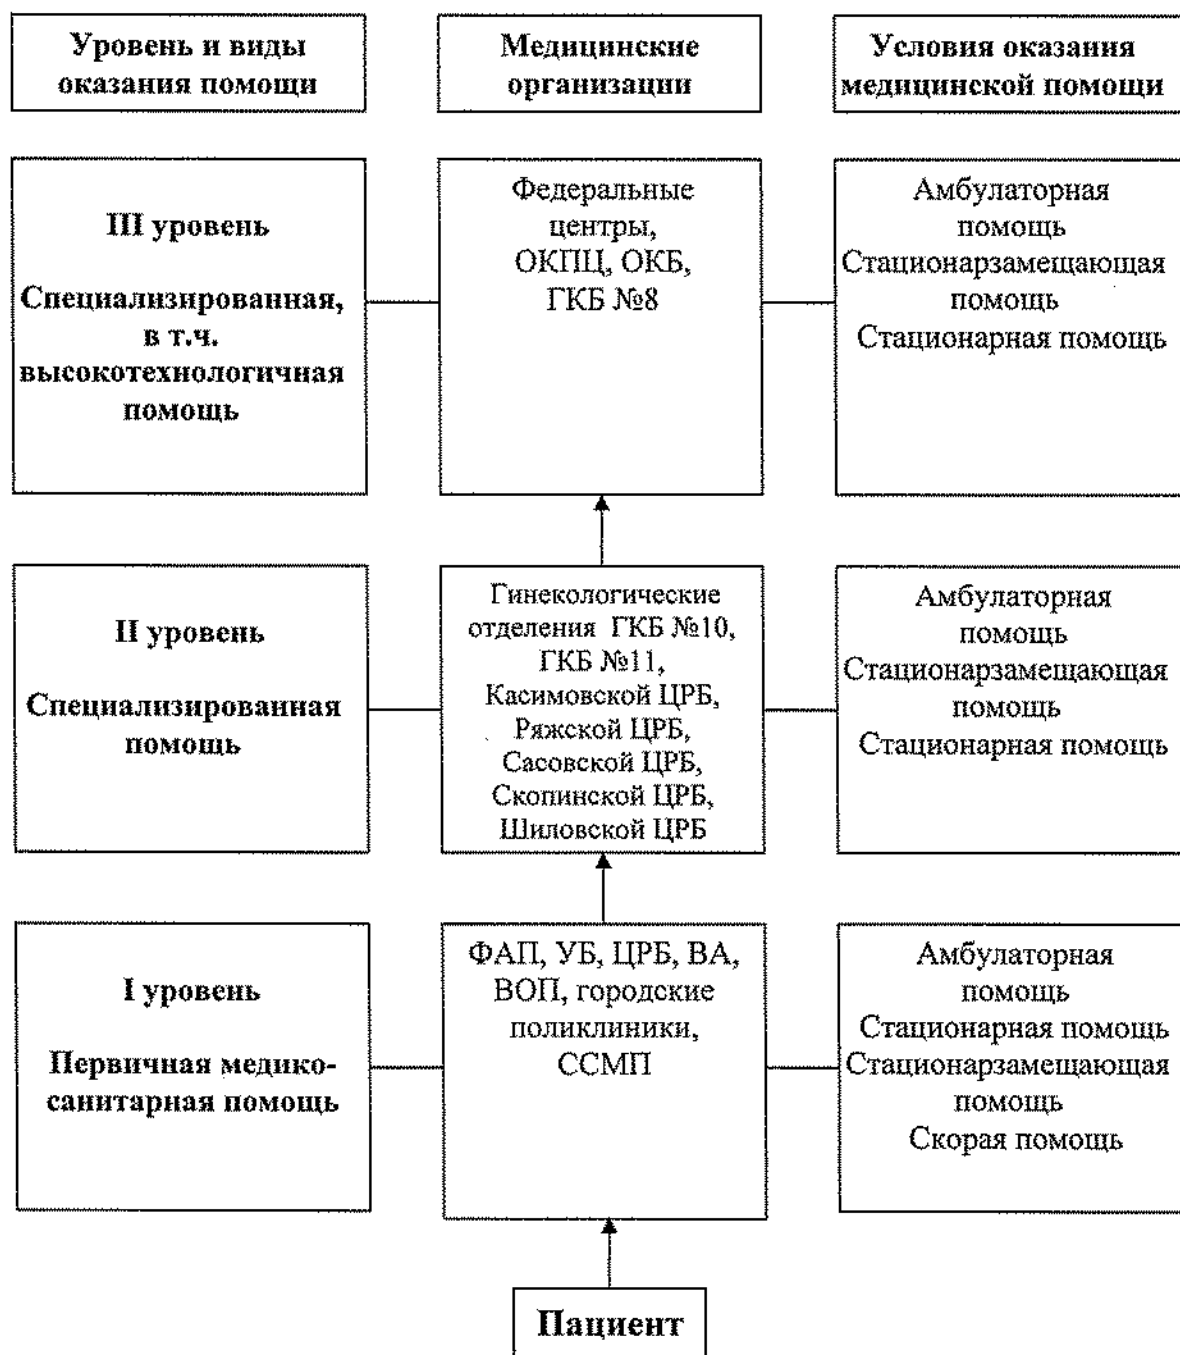 Уровень и виды
оказания помощи
Медицинские
организации
Условия оказания
медицинской помощи
III уровень
Специализированная,
в т.ч.
высокотехнологичная
помощь
Федеральные
центры,
ОКПЦ, ОКБ,
ГКБ №8
Амбулаторная
помощь
Стационарзамещающая
помощь
Стационарная помощь
II уровень
Специализированная
помощь
Гинекологические
отделения ГКБ №10,
ГКБ №11,
Касимовской ЦРБ,
Ряжской ЦРБ,
Сасовской ЦРБ,
Скопинской ЦРБ,
Шиловской ЦРБ
Амбулаторная
помощь
Стационарзамещающая
помощь
Стационарная помощь
I уровень
Первичная медико-
санитарная помощь
ФАП, УБ, ЦРБ, ВА,
ВОП, городские
поликлиники,
ССМП
Амбулаторная
помощь
Стационарная помощь
Стационарзамещающая
помощь
Скорая помощь
Пациент